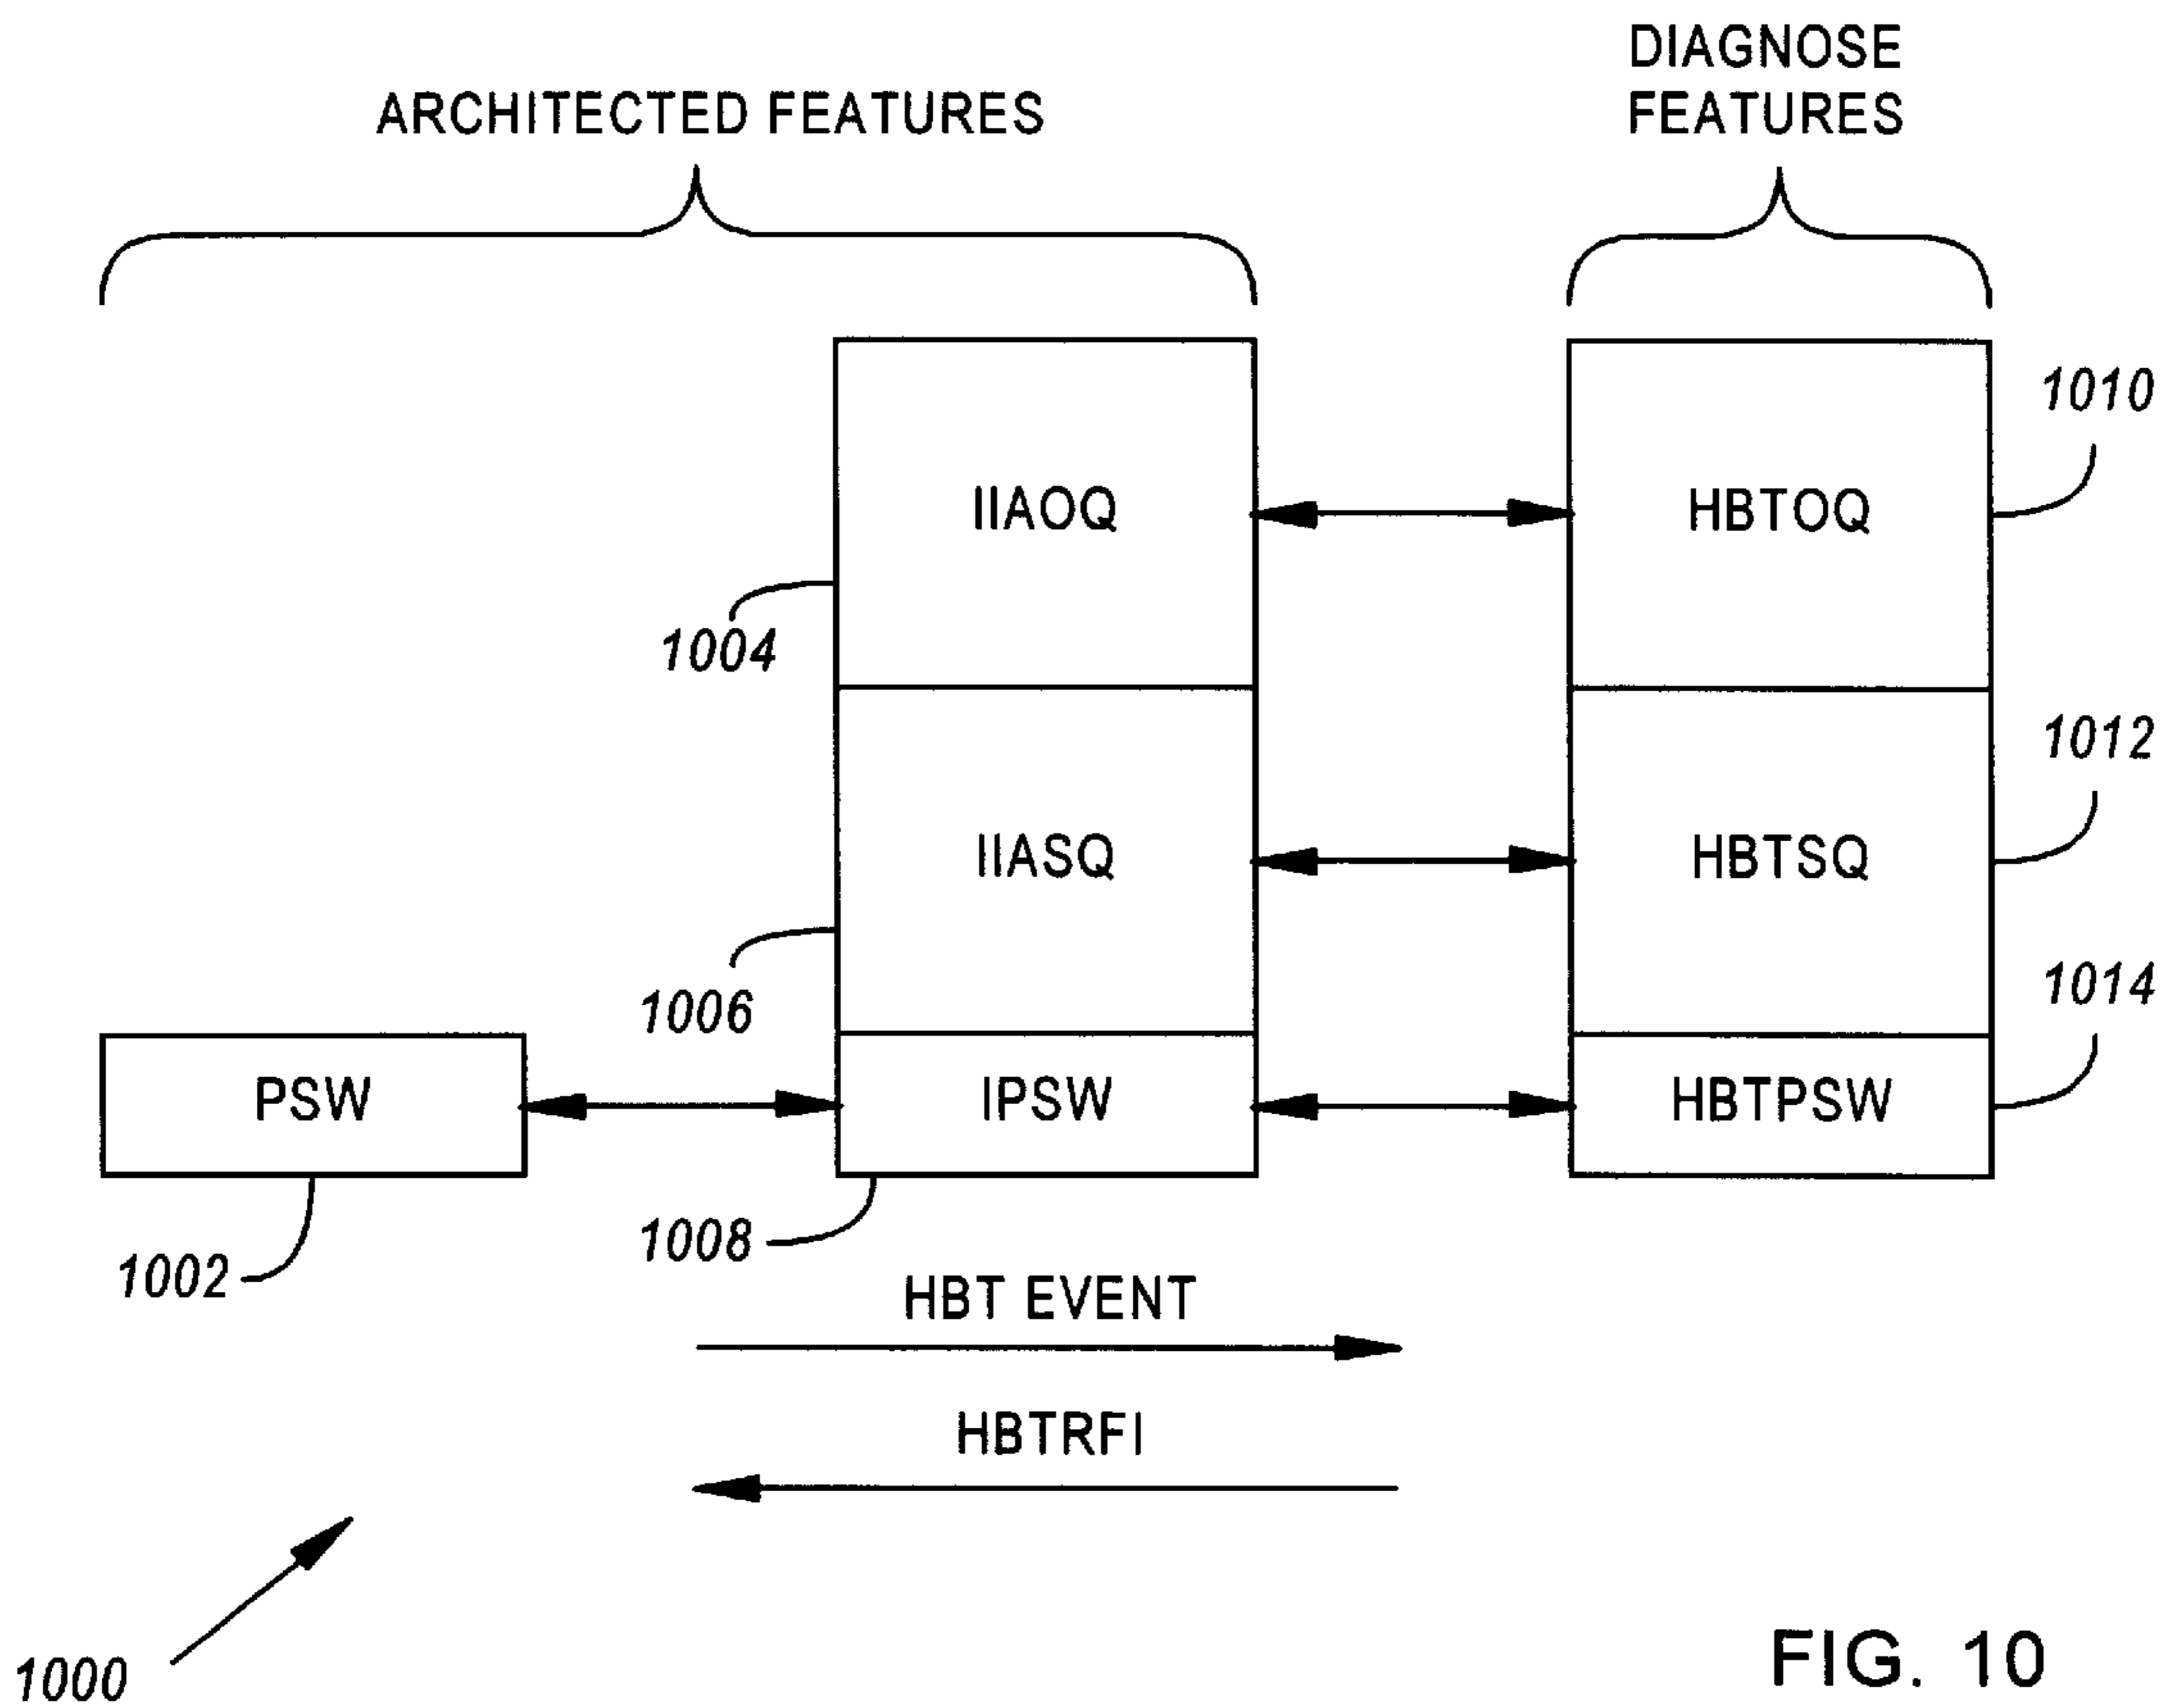 DIAGNOSE
FEATURES
ARCHITECTED FEATURES
IIAOQ
HBTOQ
1010
1004
IIASQ
HBTSQ
1012
1006
PSW
IPSW
HBTPSW
1014
1002
1008
HBT EVENT
HBTRFI
1000
FIG. 10